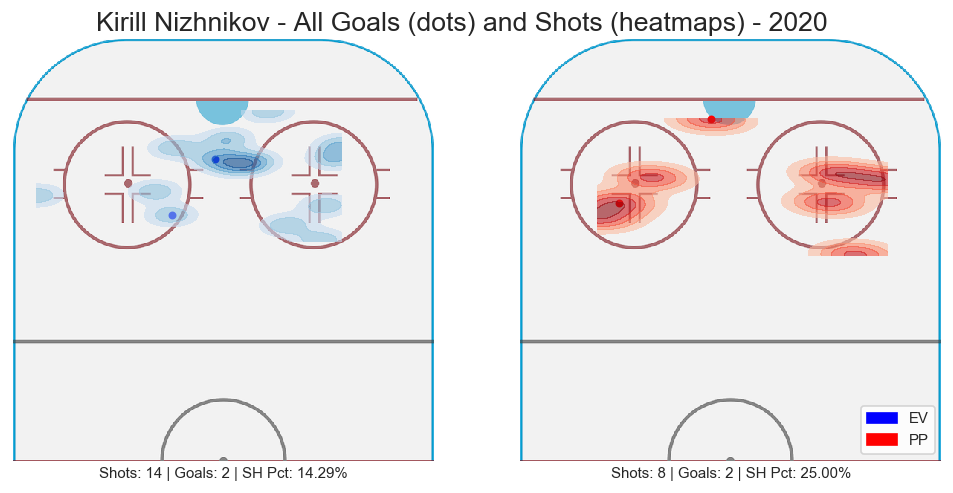 Kirill Nizhnikov - All Goals (dots) and Shots (heatmaps) - 2020
EV
PP
Shots: 14 | Goals: 2 | SH Pct: 14.29%
Shots: 8 | Goals: 2 | SH Pct: 25.00%